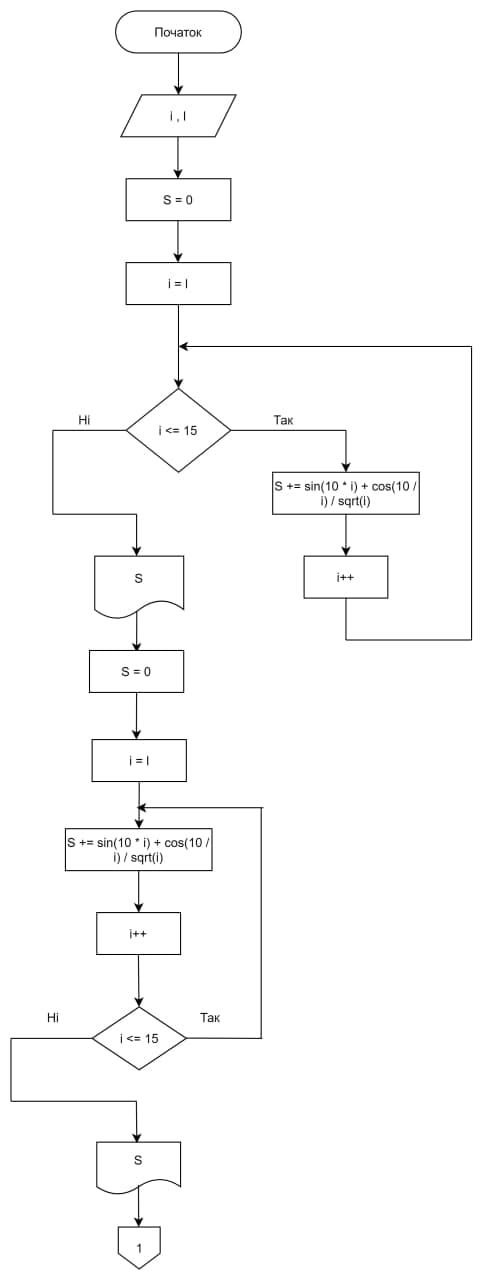 Початок
i , I
S = 0
i = I
i <= 15
Ні
Так
S += sin(10 * i) + cos(10 /
i) / sqrt(i)
i++
S
S = 0
i = I
S += sin(10 * i) + cos(10 /
i) / sqrt(i)
i++
Ні
Так
i <= 15
S
1